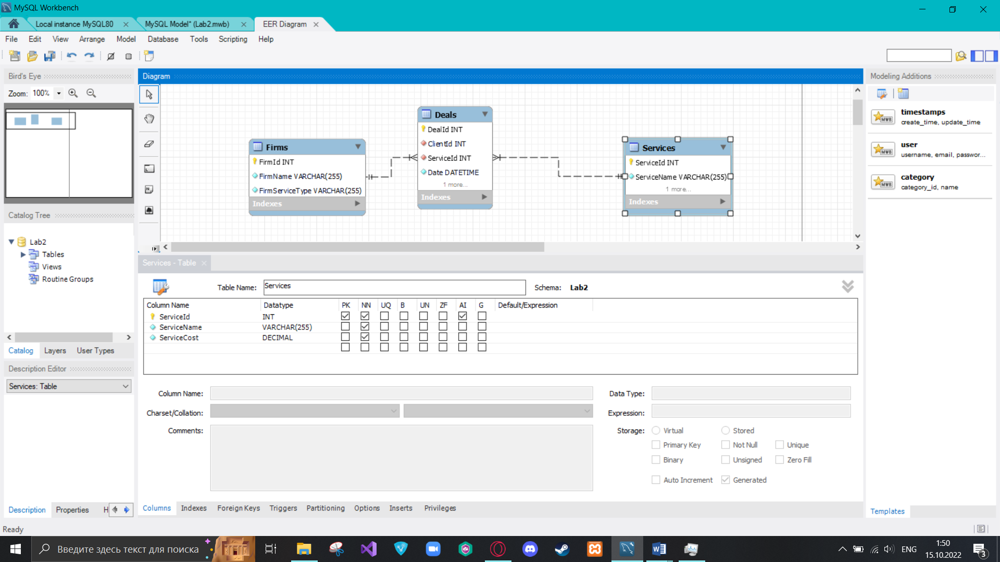 MySQL Workbench
Local instance MySQL80
MySQL Model* (Lab2.mwb)
EER Diagram
File Edit View Arrange Model Database Tools Scripting Help
Bird's Eye
Zoom: 100%
Diagram
Firms
FirmId INT
FirmName VARCHAR(255)
FirmServiceType VARCHAR(255)
Indexes
Deals
DealId INT
ClientId INT
ServiceId INT
Date DATETIME
1 more...
Indexes
Services
ServiceId INT
ServiceName VARCHAR(255)
1 more...
Indexes
Modeling Additions
timestamps
create_time, update_time
MWB
user
username, email, passwor...
MWB
category
category_id, name
MWB
Templates
Catalog Tree
Lab2
Tables
Views
Routine Groups
Catalog Layers User Types
Description Editor
Services: Table
Description Properties H
Services - Table
Table Name: Services Schema: Lab2
Column Name Datatype PK NN UQ B UN ZF AI G Default/Expression
ServiceId INT
ServiceName VARCHAR(255)
ServiceCost DECIMAL
Column Name: Data Type:
Charset/Collation: Expression:
Comments: Storage: Virtual Stored
Primary Key Not Null Unique
Binary Unsigned Zero Fill
Auto Increment Generated
Columns Indexes Foreign Keys Triggers Partitioning Options Inserts Privileges
Ready
Введите здесь текст для поиска
ENG
1:50
15.10.2022
3